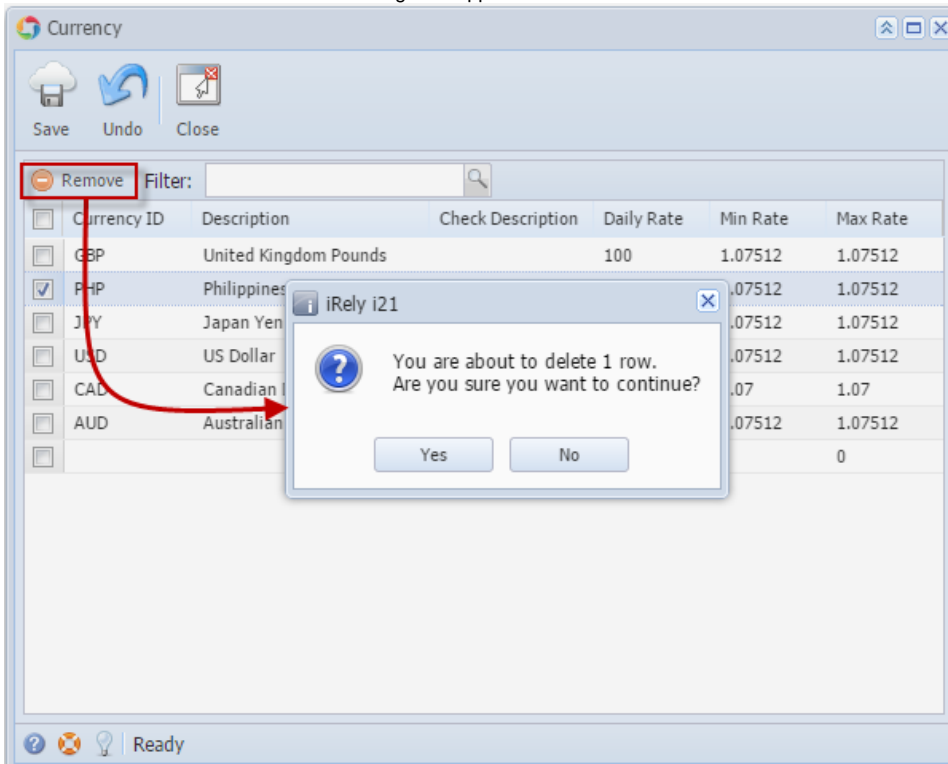 Currency
Save Undo Close
Remove Filter:
Currency ID Description Check Description Daily Rate Min Rate Max Rate
GBP United Kingdom Pounds 100 1.07512 1.07512
PHP Philippines .07512 1.07512
JPY Japan Yen .07512 1.07512
USD US Dollar .07512 1.07512
CAD Canadian .07 1.07
AUD Australian .07512 1.07512
0
iRely i21
You are about to delete 1 row.
Are you sure you want to continue?
Yes No
Ready